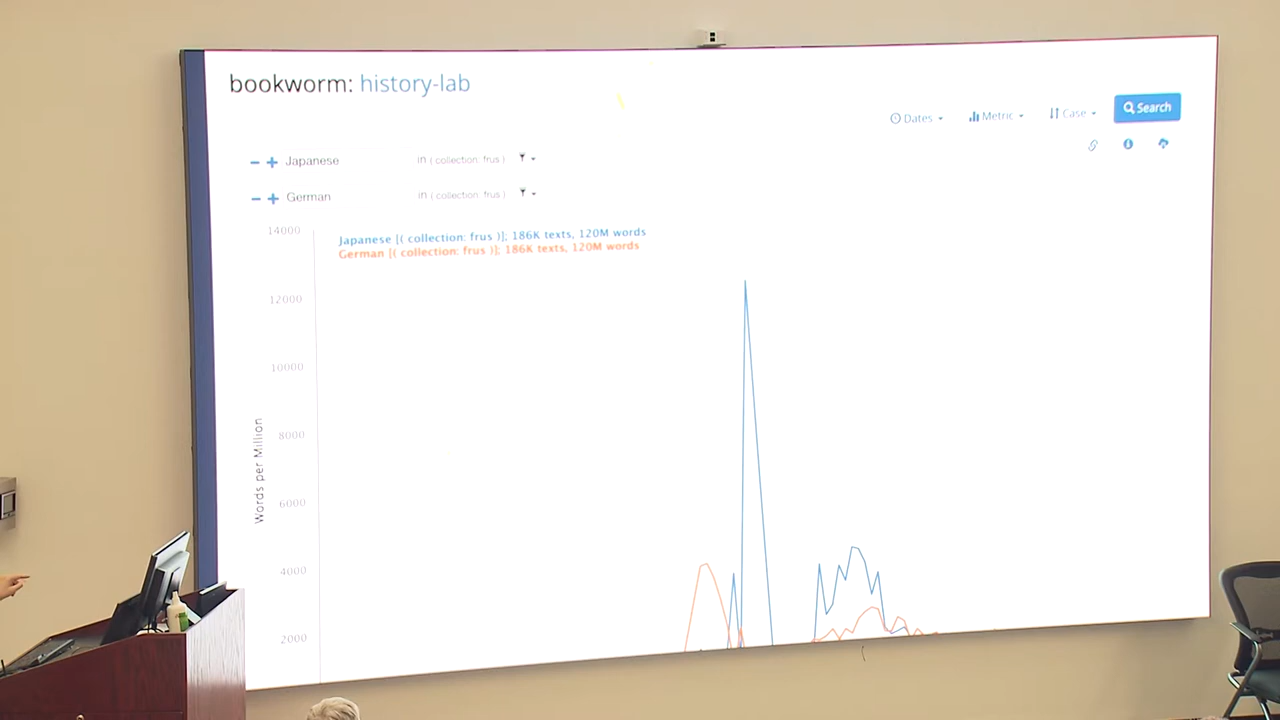 bookworm: history-lab
Dates
Metric
Case
Search
Japanese in ( collection: frus )
German in ( collection: frus )
Japanese [( collection: frus )]; 186K texts, 120M words
German [( collection: frus )]; 186K texts, 120M words
14000
12000
10000
8000
6000
4000
2000
Words per Million